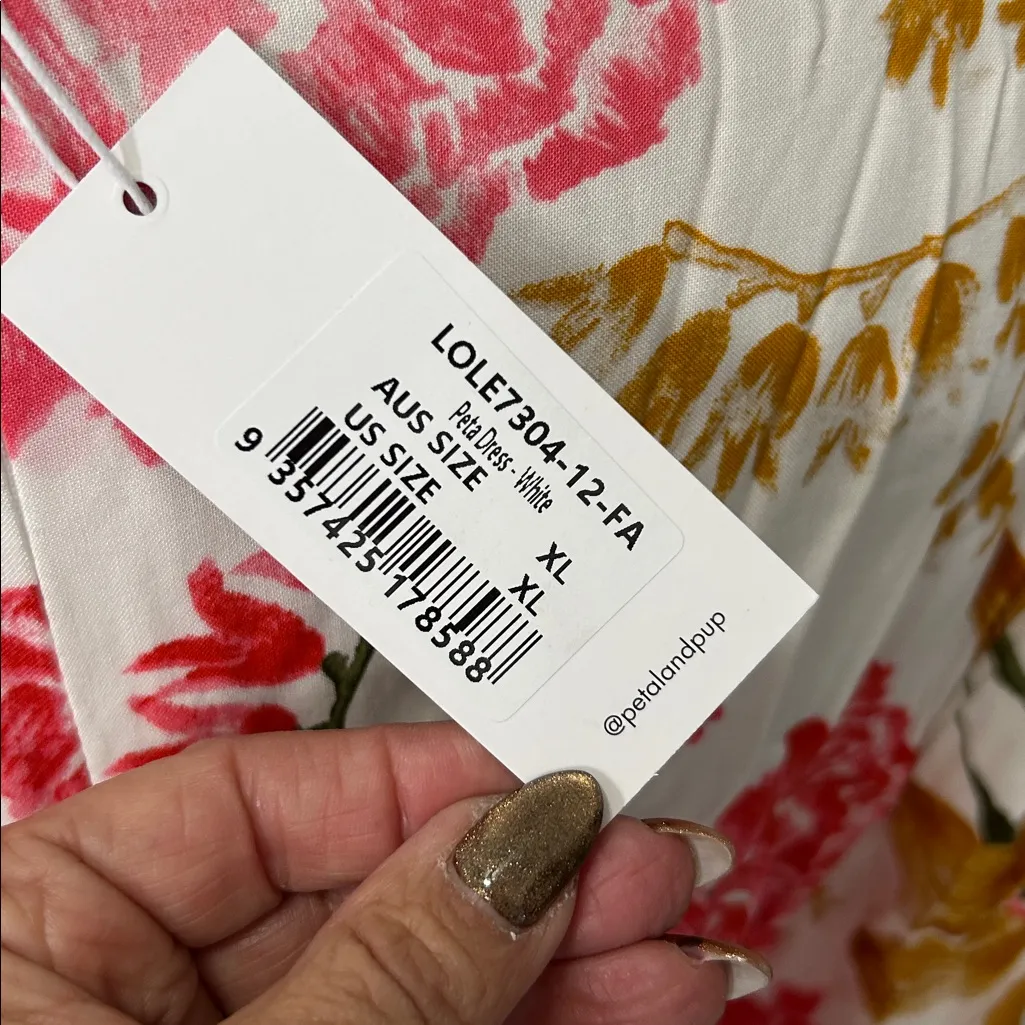 LOLE7304-12-FA
Peta Dress - White
AUS SIZE XL
US SIZE XL
9 357425 178588
@petalandpup